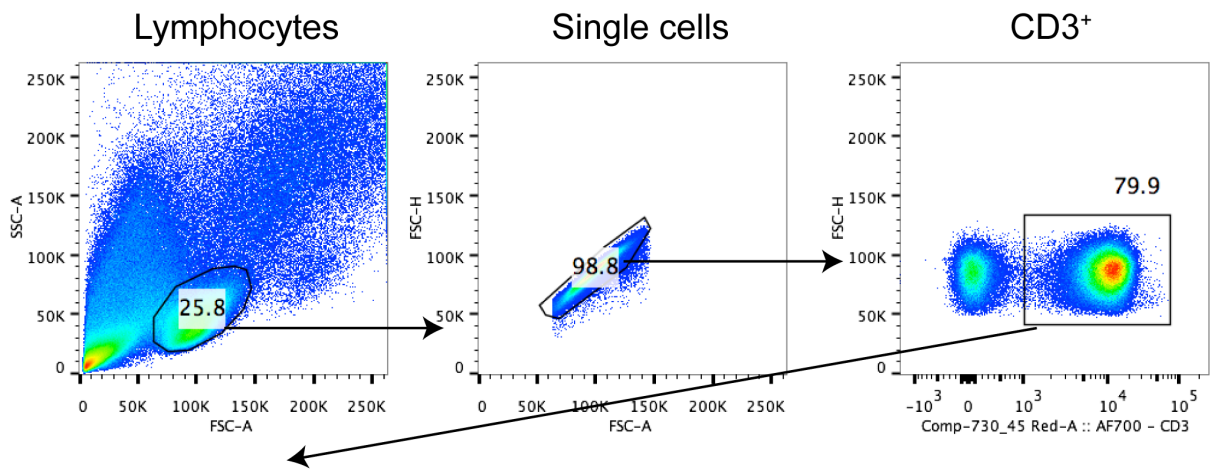 Lymphocytes
Single cells
CD3⁺
250K
200K
150K
100K
50K
0
SSC-A
25.8
0 50K 100K 150K 200K 250K
FSC-A
250K
200K
150K
100K
50K
0
FSC-H
98.8
0 50K 100K 150K 200K 250K
FSC-A
250K
200K
150K
100K
50K
0
FSC-H
79.9
-10³ 0 10³ 10⁴ 10⁵
Comp-730_45 Red-A :: AF700 - CD3